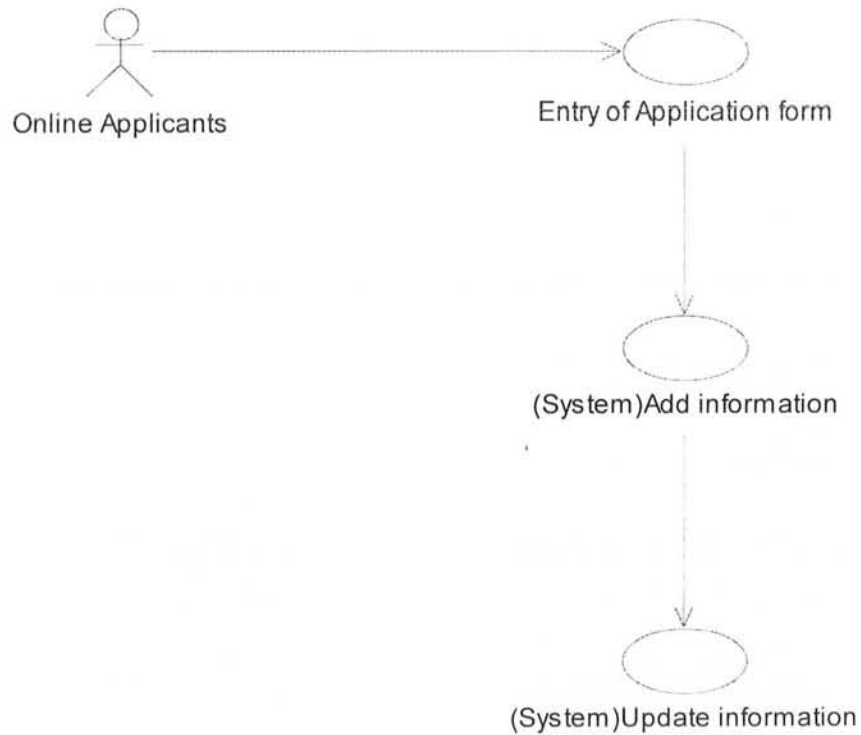 Online Applicants
Entry of Application form
(System)Add information
(System)Update information